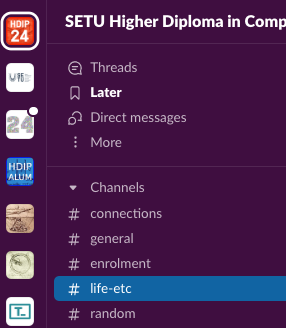 HDIP
24
SETU Higher Diploma in Comp
Threads
Later
24
Direct messages
More
HDIP
ALUM
Channels
# connections
# general
# enrolment
# life-etc
# random
T_